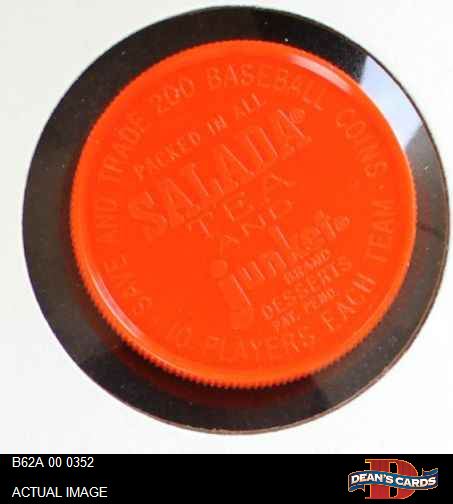 SAVE AND TRADE 200 BASEBALL COINS · 10 PLAYERS EACH TEAM ·
PACKED IN ALL
SALADA®
TEA
AND
junket®
BRAND
DESSERTS
PAT. PEND.
B62A 00 0352
ACTUAL IMAGE
D
DEAN'S CARDS